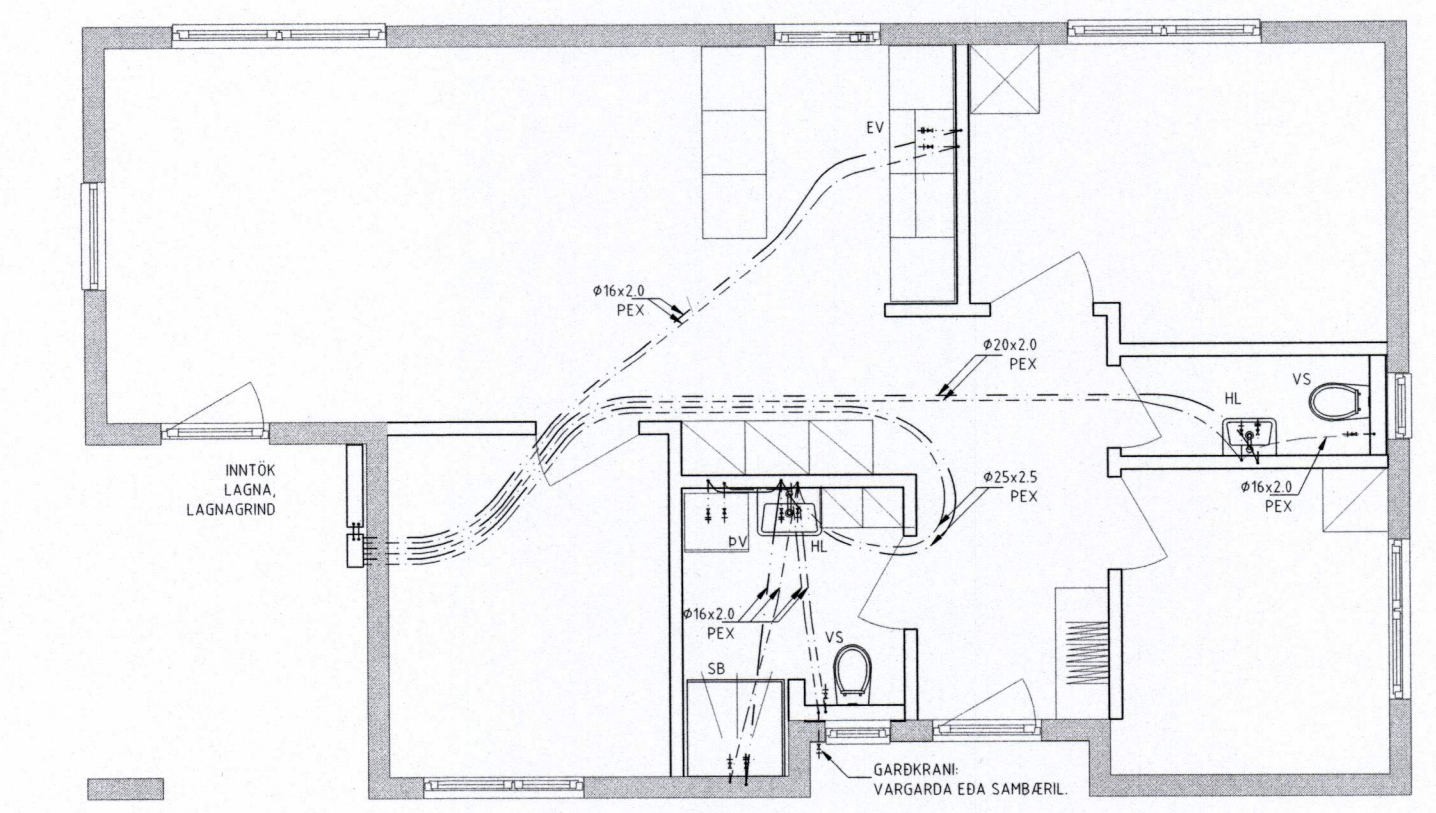 EV
Ø16x2.0
PEX
Ø20x2.0
PEX
VS
HL
INNTÖK
LAGNA,
LAGNAGRIND
Ø25x2.5
PEX
Ø16x2.0
PEX
ÞV
HL
Ø16x2.0
PEX
VS
SB
GARÐKRANI:
VARGARDA EÐA SAMBÆRIL.